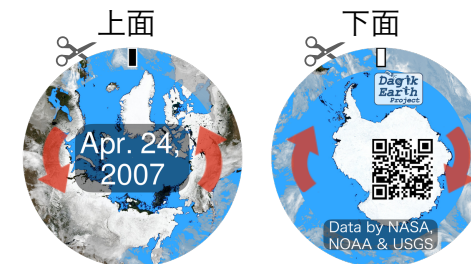 上面
下面
Dagik
Earth
Project
Apr. 24,
2007
Data by NASA,
NOAA & USGS